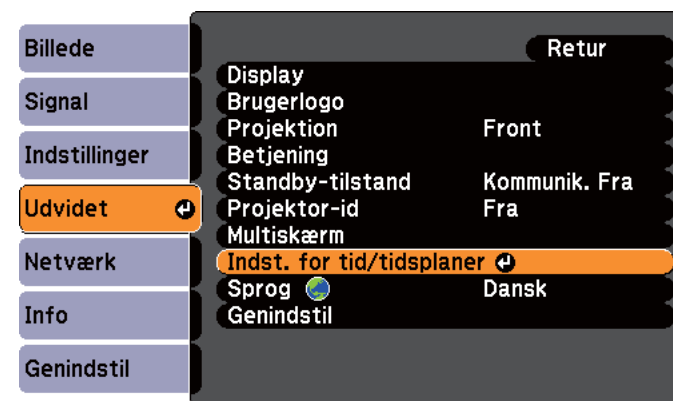 Billede
Signal
Indstillinger
Udvidet
Netværk
Info
Genindstil
Retur
Display
Brugerlogo
Projektion Front
Betjening
Standby-tilstand Kommunik. Fra
Projektor-id Fra
Multiskærm
Indst. for tid/tidsplaner
Sprog Dansk
Genindstil